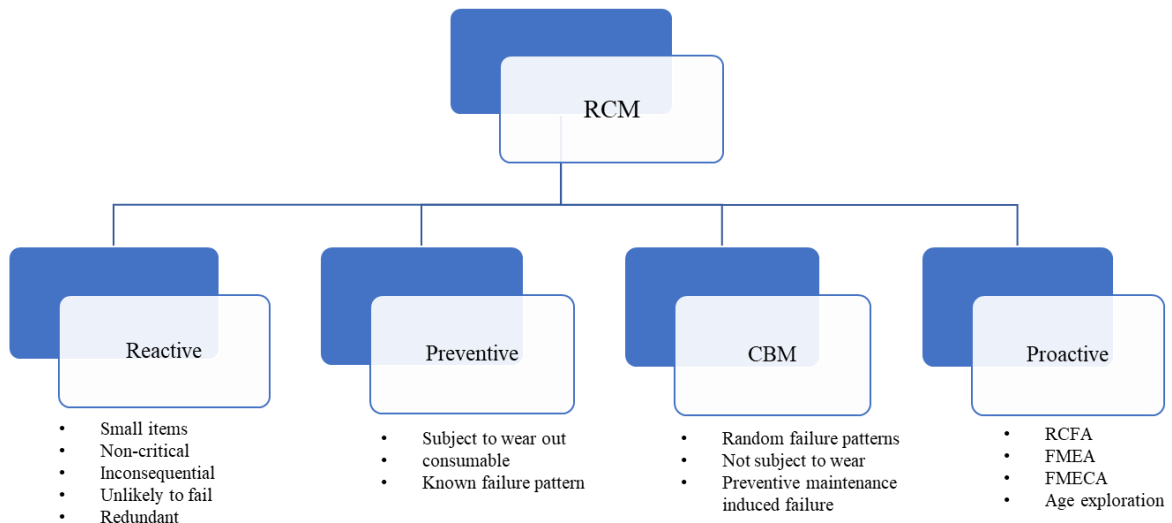 RCM
Reactive
Preventive
CBM
Proactive
• Small items
• Non-critical
• Inconsequential
• Unlikely to fail
• Redundant
• Subject to wear out
• consumable
• Known failure pattern
• Random failure patterns
• Not subject to wear
• Preventive maintenance
induced failure
• RCFA
• FMEA
• FMECA
• Age exploration